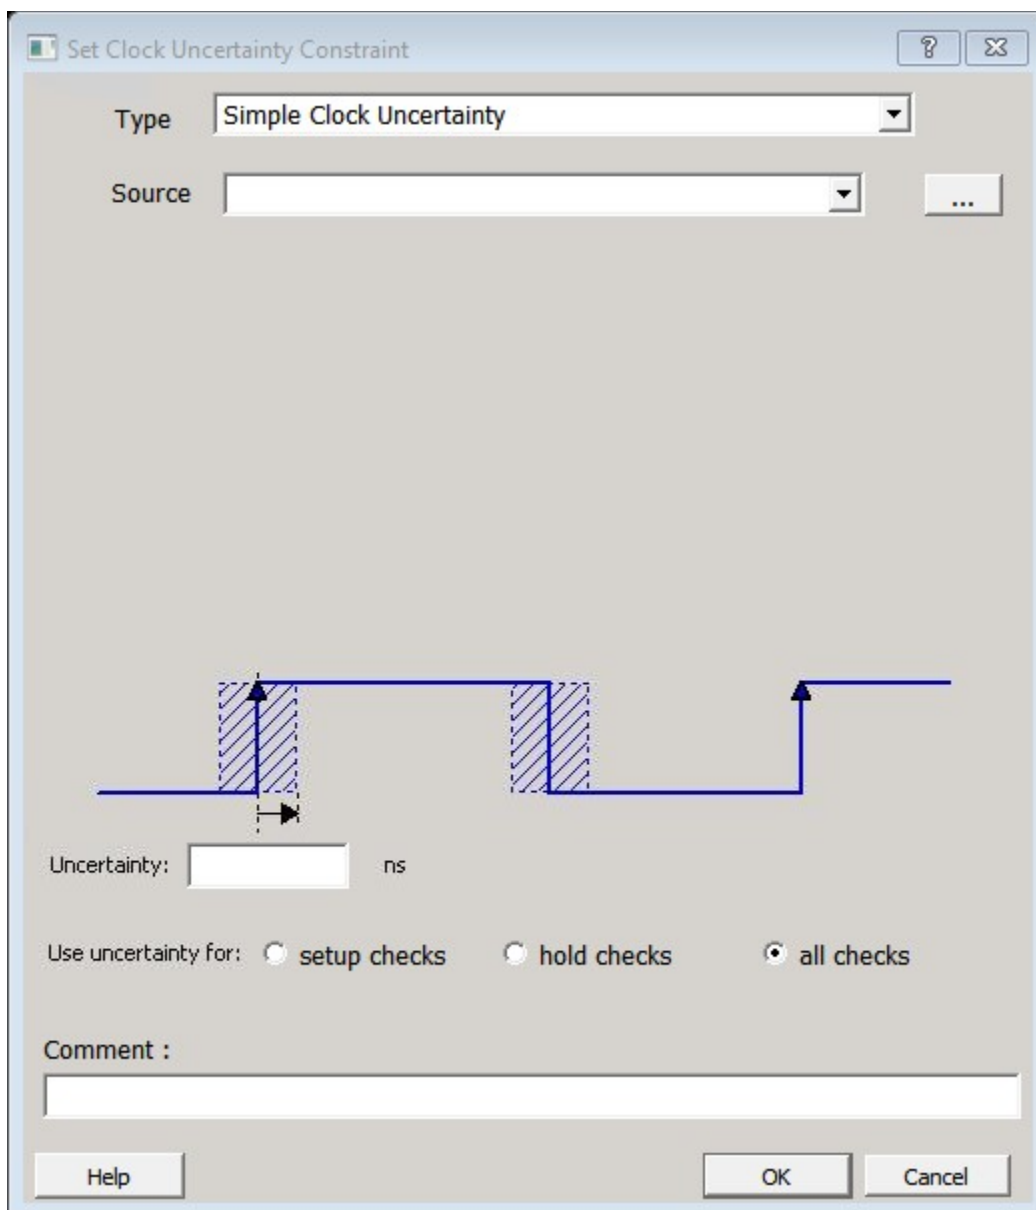 Set Clock Uncertainty Constraint
Type Simple Clock Uncertainty
Source ...
Uncertainty: ns
Use uncertainty for: setup checks hold checks all checks
Comment :
Help OK Cancel